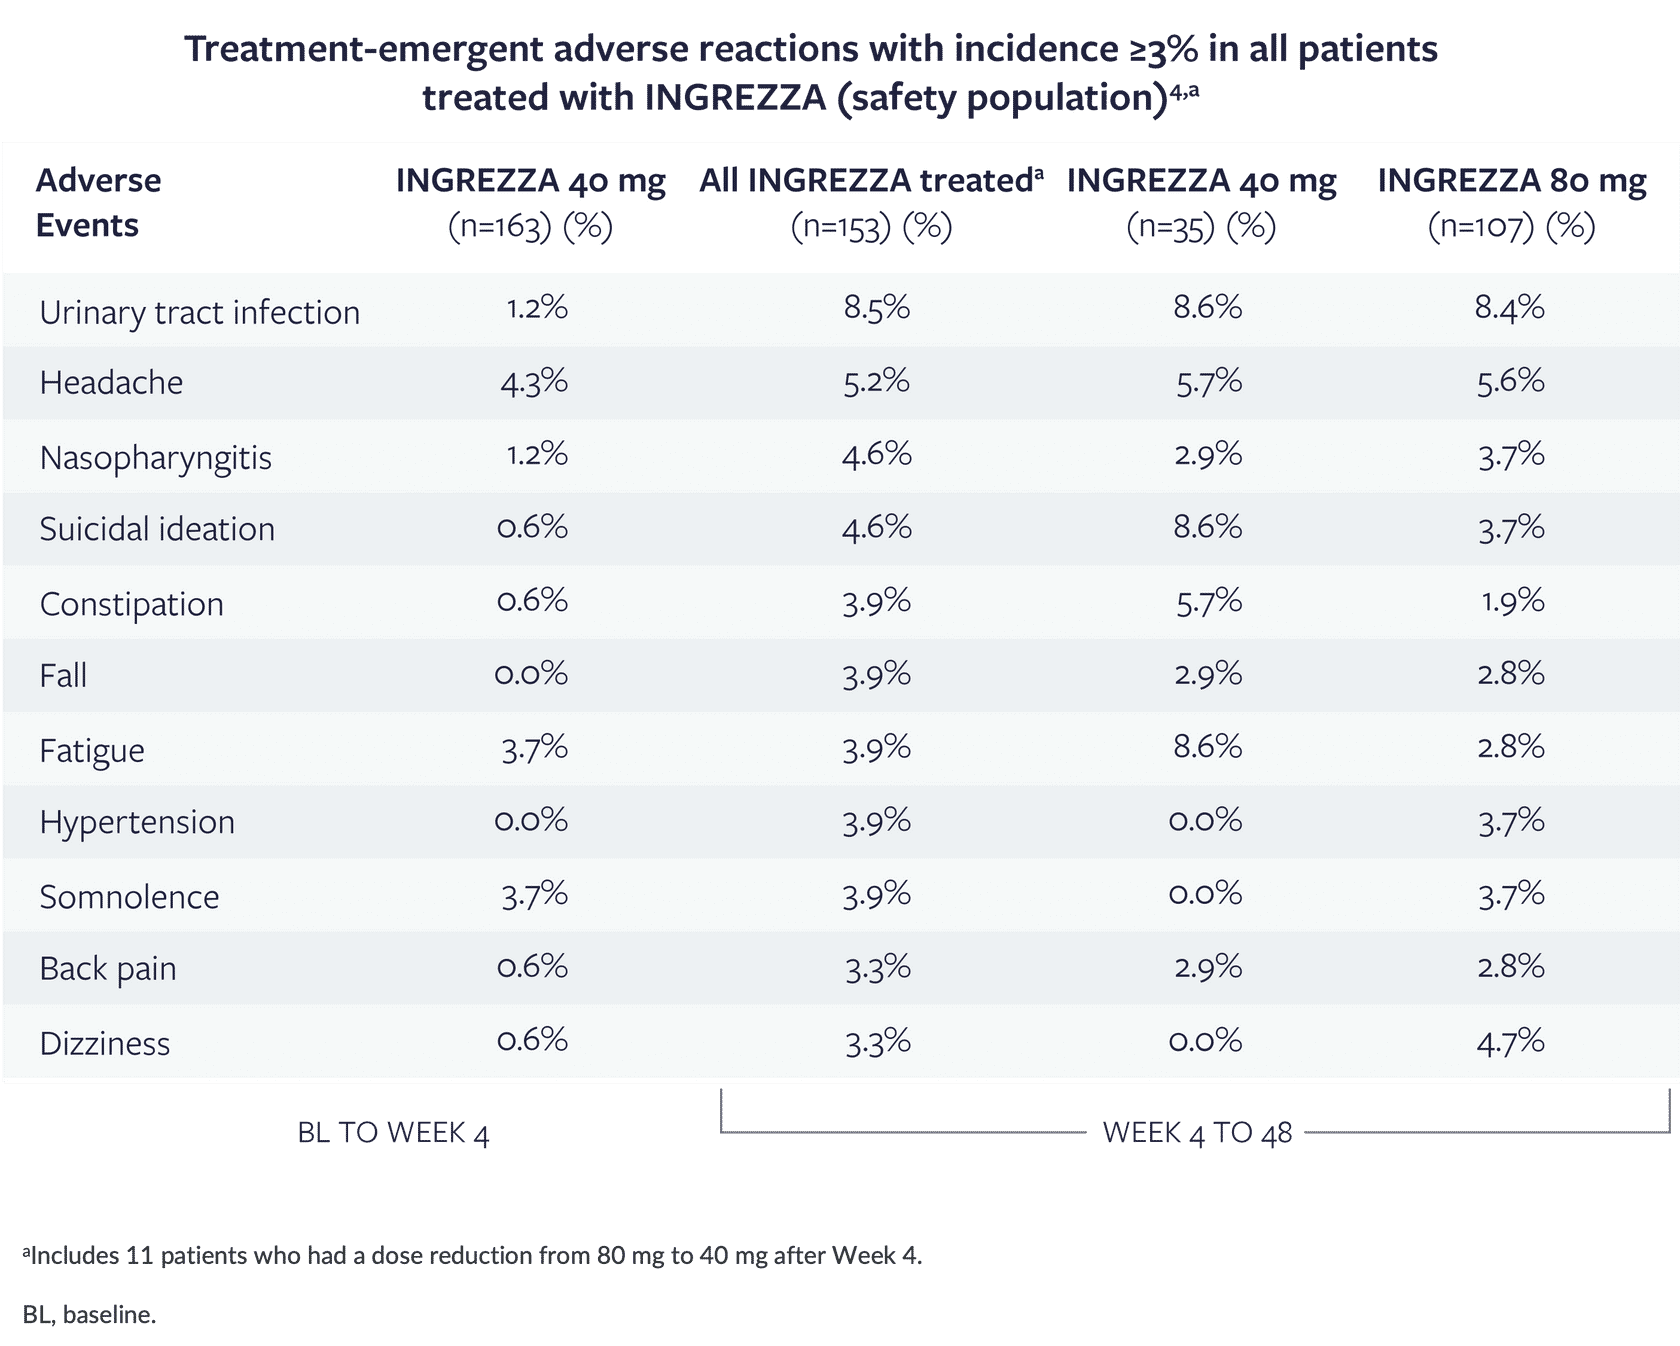 Treatment-emergent adverse reactions with incidence ≥3% in all patients
treated with INGREZZA (safety population)⁴,ᵃ
Adverse Events INGREZZA 40 mg (n=163) (%) All INGREZZA treatedᵃ (n=153) (%) INGREZZA 40 mg (n=35) (%) INGREZZA 80 mg (n=107) (%)
Urinary tract infection 1.2% 8.5% 8.6% 8.4%
Headache 4.3% 5.2% 5.7% 5.6%
Nasopharyngitis 1.2% 4.6% 2.9% 3.7%
Suicidal ideation 0.6% 4.6% 8.6% 3.7%
Constipation 0.6% 3.9% 5.7% 1.9%
Fall 0.0% 3.9% 2.9% 2.8%
Fatigue 3.7% 3.9% 8.6% 2.8%
Hypertension 0.0% 3.9% 0.0% 3.7%
Somnolence 3.7% 3.9% 0.0% 3.7%
Back pain 0.6% 3.3% 2.9% 2.8%
Dizziness 0.6% 3.3% 0.0% 4.7%
BL TO WEEK 4 WEEK 4 TO 48
ᵃIncludes 11 patients who had a dose reduction from 80 mg to 40 mg after Week 4.
BL, baseline.